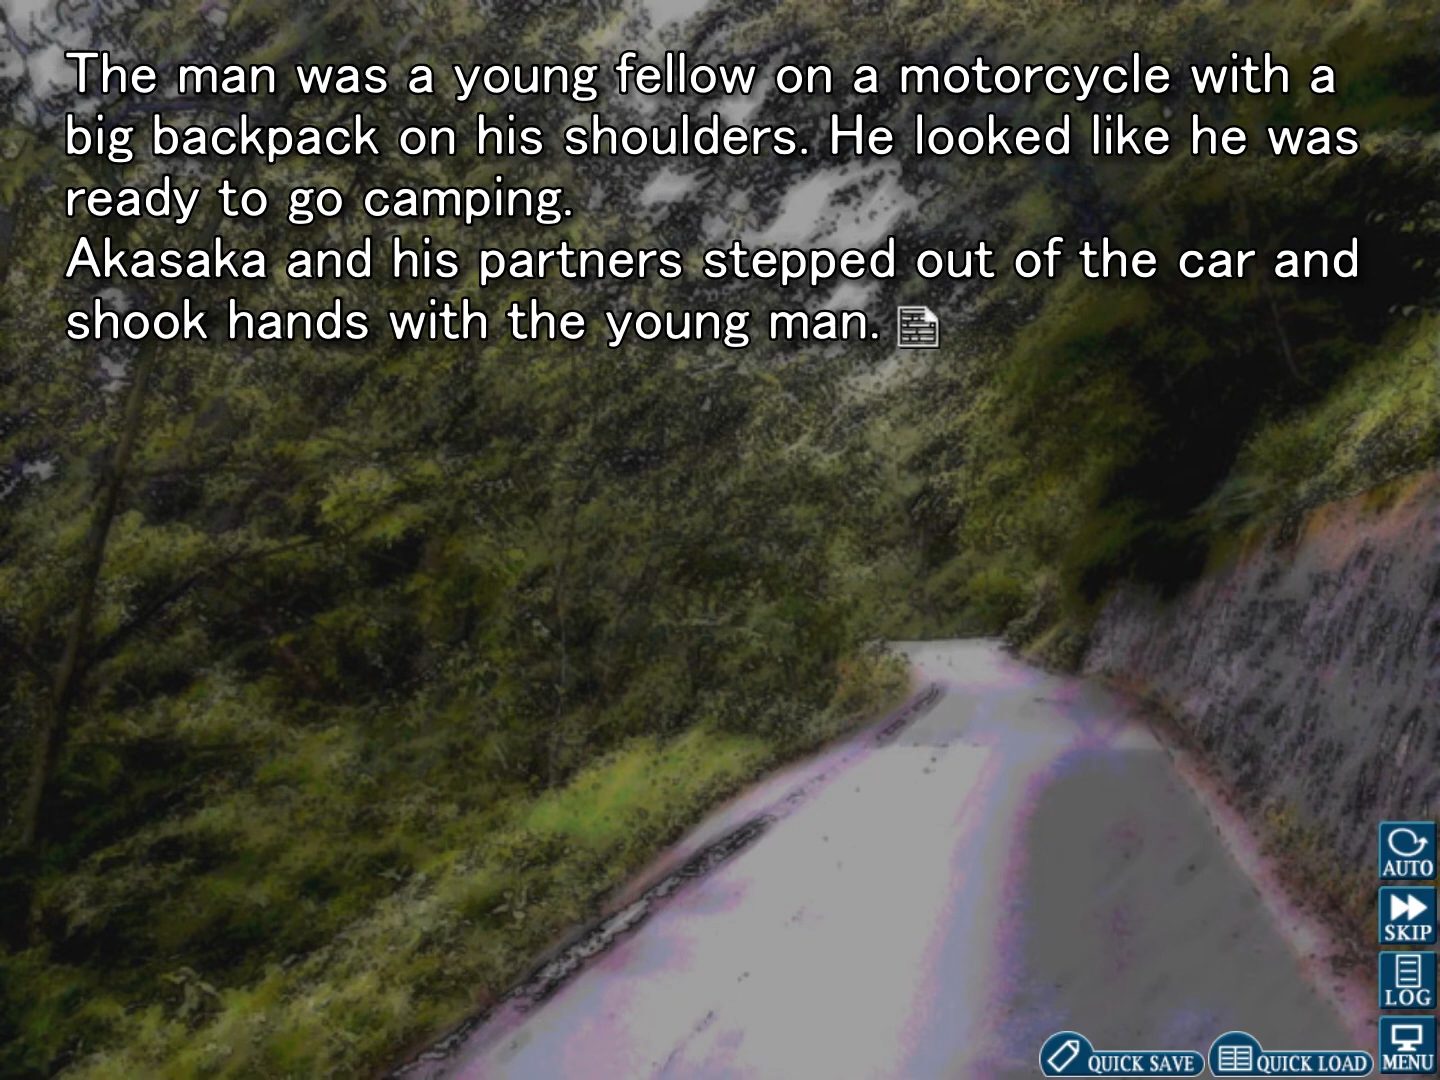 The man was a young fellow on a motorcycle with a
big backpack on his shoulders. He looked like he was
ready to go camping.
Akasaka and his partners stepped out of the car and
shook hands with the young man.
AUTO
SKIP
LOG
MENU
QUICK SAVE
QUICK LOAD